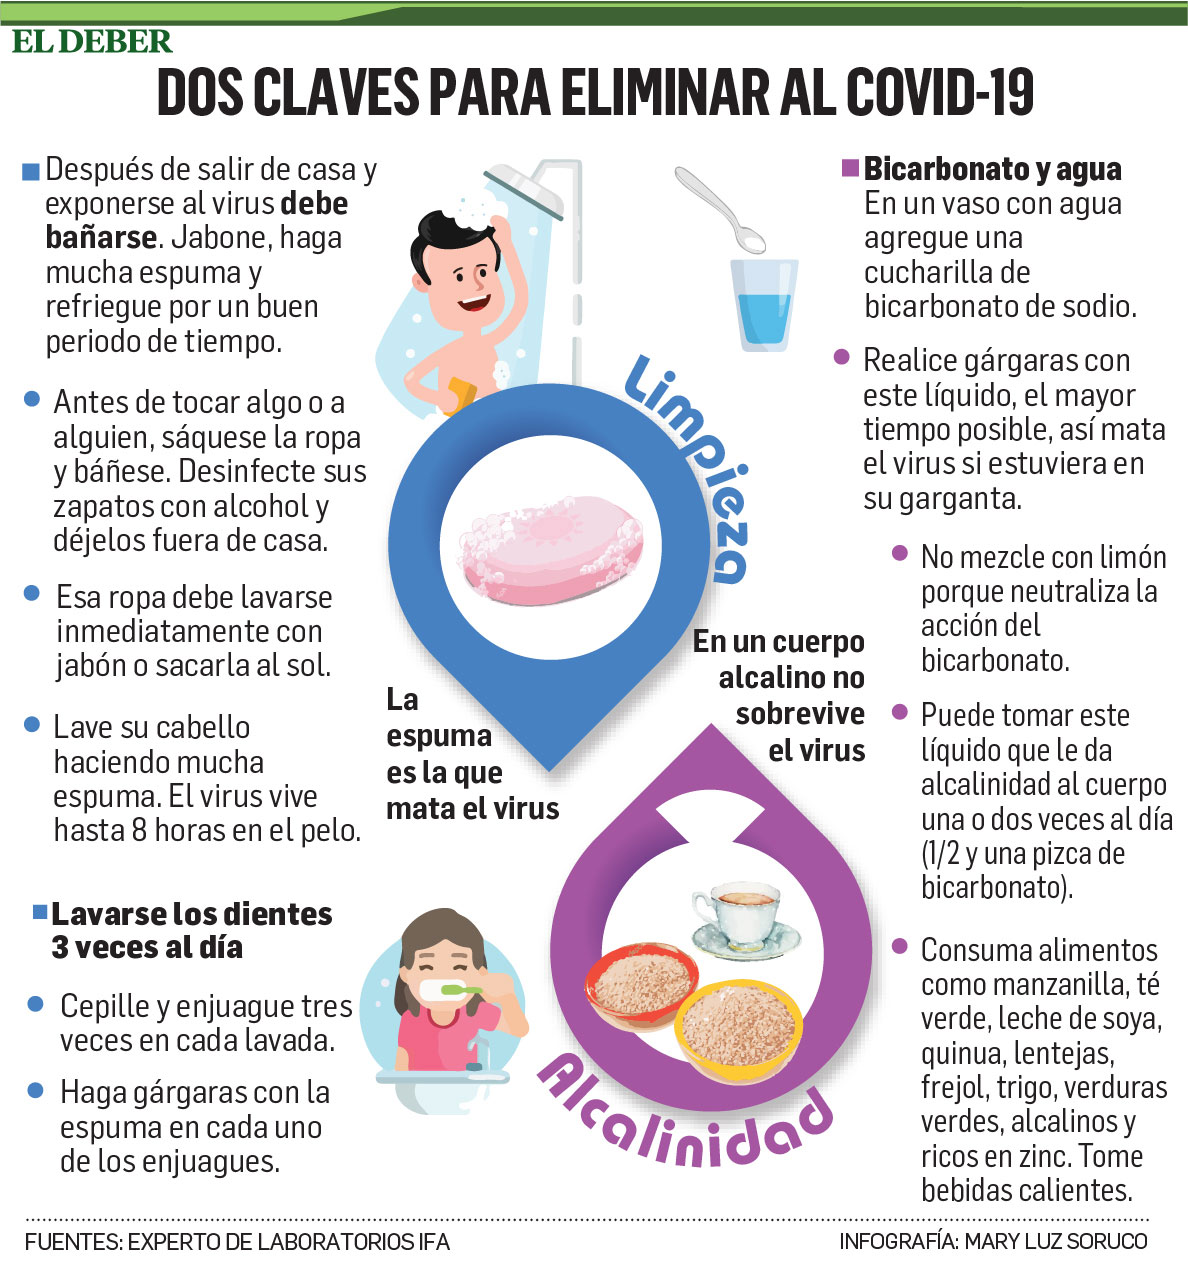 EL DEBER
DOS CLAVES PARA ELIMINAR AL COVID-19
Después de salir de casa y
exponerse al virus debe
bañarse. Jabone, haga
mucha espuma y
refriegue por un buen
periodo de tiempo.
Antes de tocar algo o a
alguien, sáquese la ropa
y báñese. Desinfecte sus
zapatos con alcohol y
déjelos fuera de casa.
Esa ropa debe lavarse
inmediatamente con
jabón o sacarla al sol.
Lave su cabello
haciendo mucha
espuma. El virus vive
hasta 8 horas en el pelo.
Lavarse los dientes
3 veces al día
Cepille y enjuague tres
veces en cada lavada.
Haga gárgaras con la
espuma en cada uno
de los enjuagues.
Limpieza
La
espuma
es la que
mata el virus
En un cuerpo
alcalino no
sobrevive
el virus
Alcalinidad
Bicarbonato y agua
En un vaso con agua
agregue una
cucharilla de
bicarbonato de sodio.
Realice gárgaras con
este líquido, el mayor
tiempo posible, así mata
el virus si estuviera en
su garganta.
No mezcle con limón
porque neutraliza la
acción del
bicarbonato.
Puede tomar este
líquido que le da
alcalinidad al cuerpo
una o dos veces al día
(1/2 y una pizca de
bicarbonato).
Consuma alimentos
como manzanilla, té
verde, leche de soya,
quinua, lentejas,
frejol, trigo, verduras
verdes, alcalinos y
ricos en zinc. Tome
bebidas calientes.
FUENTES: EXPERTO DE LABORATORIOS IFA
INFOGRAFÍA: MARY LUZ SORUCO